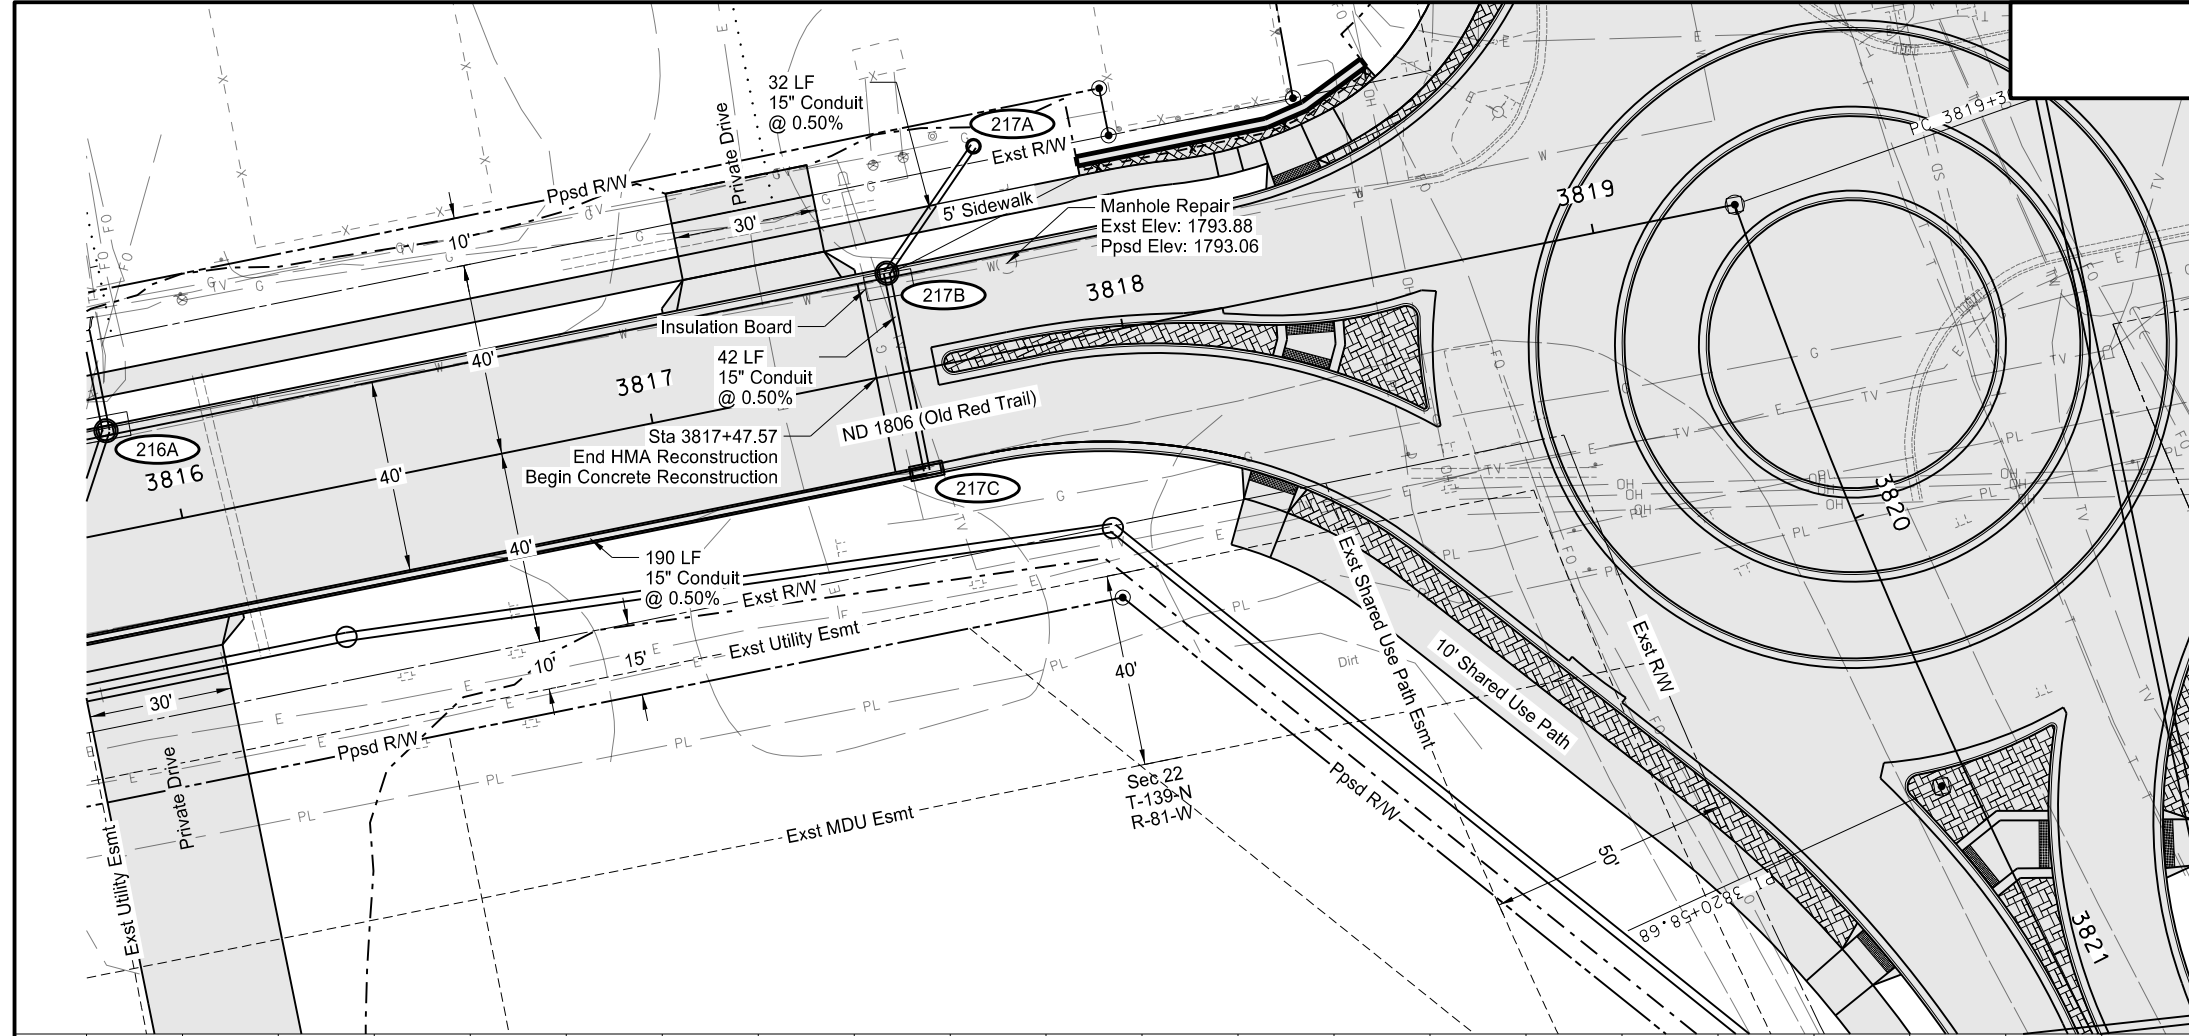 32 LF
15" Conduit
@ 0.50%
217A
Exst R/W
Private Drive
Ppsd R/W
5' Sidewalk
30'
10'
Manhole Repair
Exst Elev: 1793.88
Ppsd Elev: 1793.06
PC 3819+3
3819
3818
217B
Insulation Board
42 LF
15" Conduit
@ 0.50%
40'
3817
ND 1806 (Old Red Trail)
Sta 3817+47.57
End HMA Reconstruction
Begin Concrete Reconstruction
216A
3816
40'
217C
3820
40'
190 LF
15" Conduit
@ 0.50%
Exst R/W
Exst Utility Esmt
10'
15'
40'
30'
Ppsd R/W
Private Drive
Exst Utility Esmt
Exst MDU Esmt
Sec 22
T-139-N
R-81-W
Dirt
Exst Shared Use Path Esmt
10' Shared Use Path
Exst R/W
Ppsd R/W
50'
PI 3820+58.68
3821